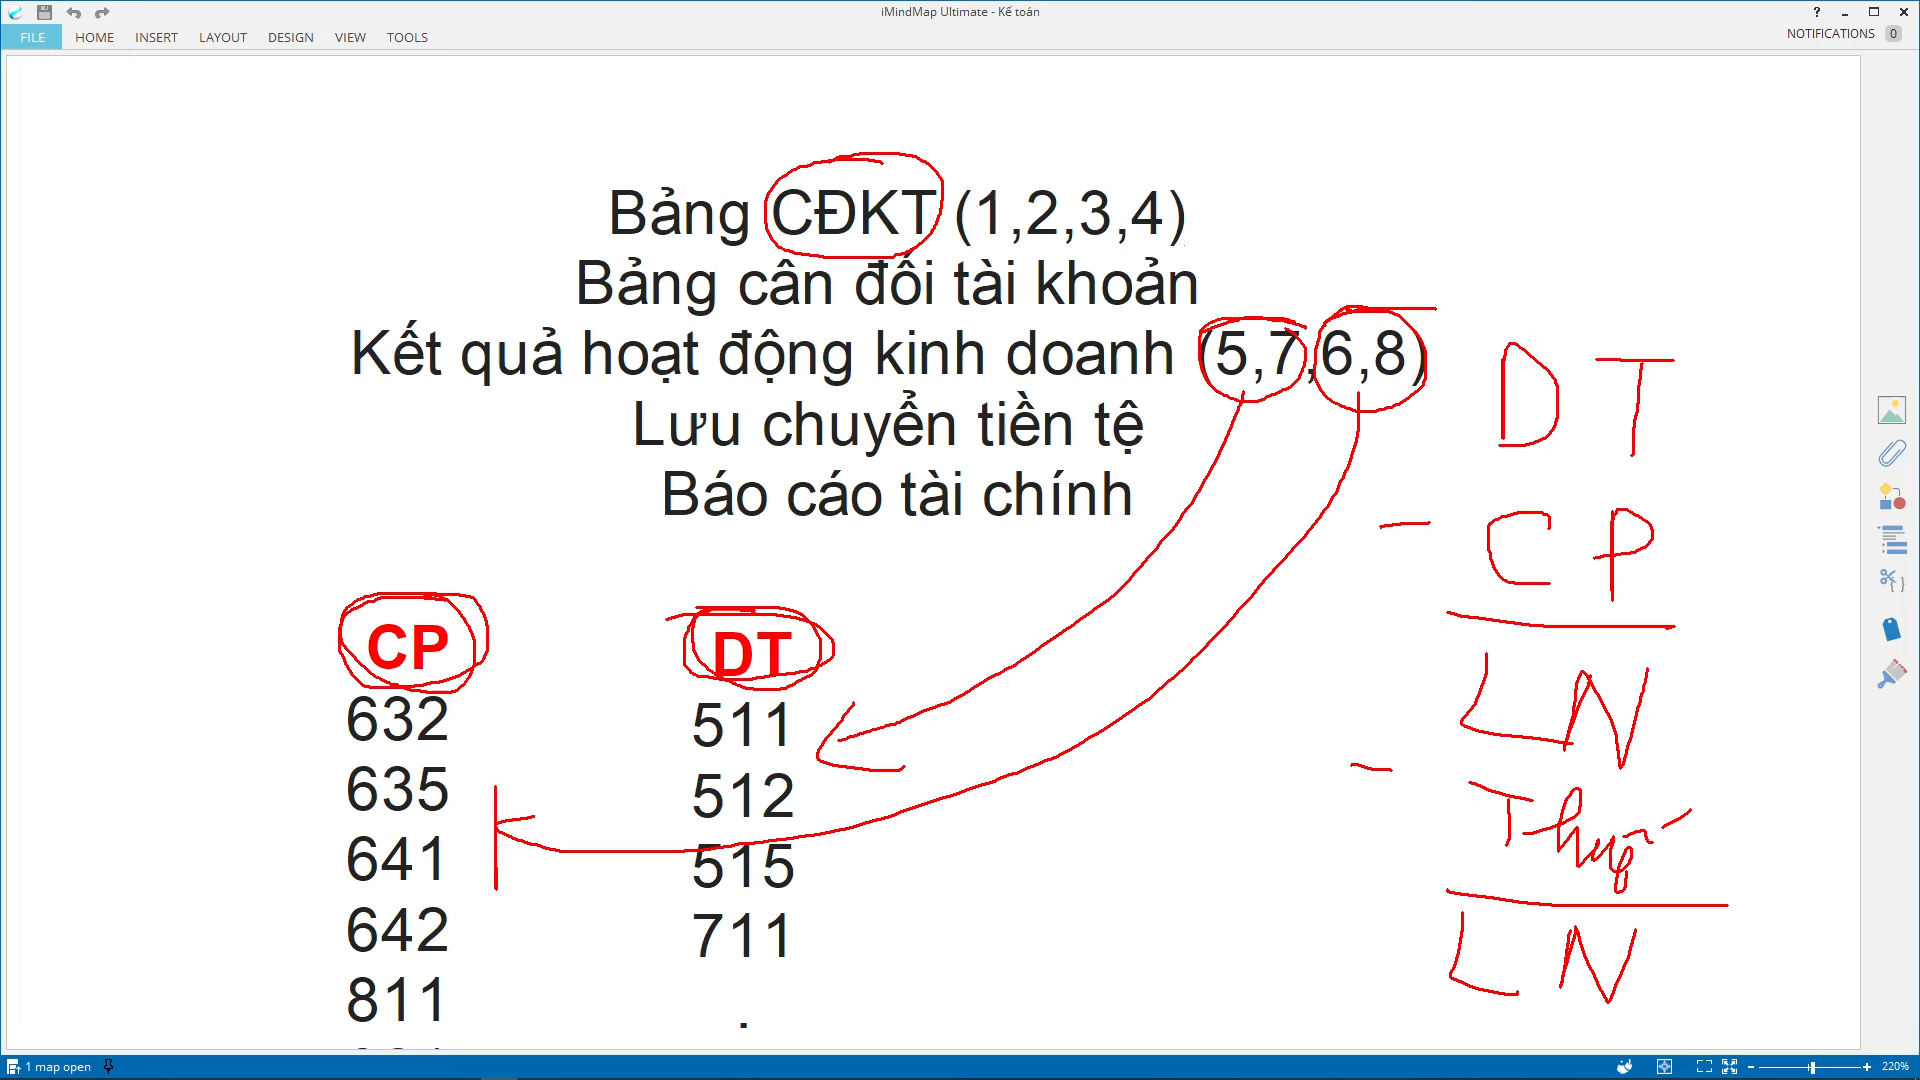 iMindMap Ultimate - Kế toán
?
FILE HOME INSERT LAYOUT DESIGN VIEW TOOLS
NOTIFICATIONS 0
Bảng CĐKT (1,2,3,4)
Bảng cân đối tài khoản
Kết quả hoạt động kinh doanh (5,7,6,8)
Lưu chuyển tiền tệ
Báo cáo tài chính
CP
632
635
641
642
811
DT
511
512
515
711
.
DT
- CP
LN
-
LN
1 map open
220%